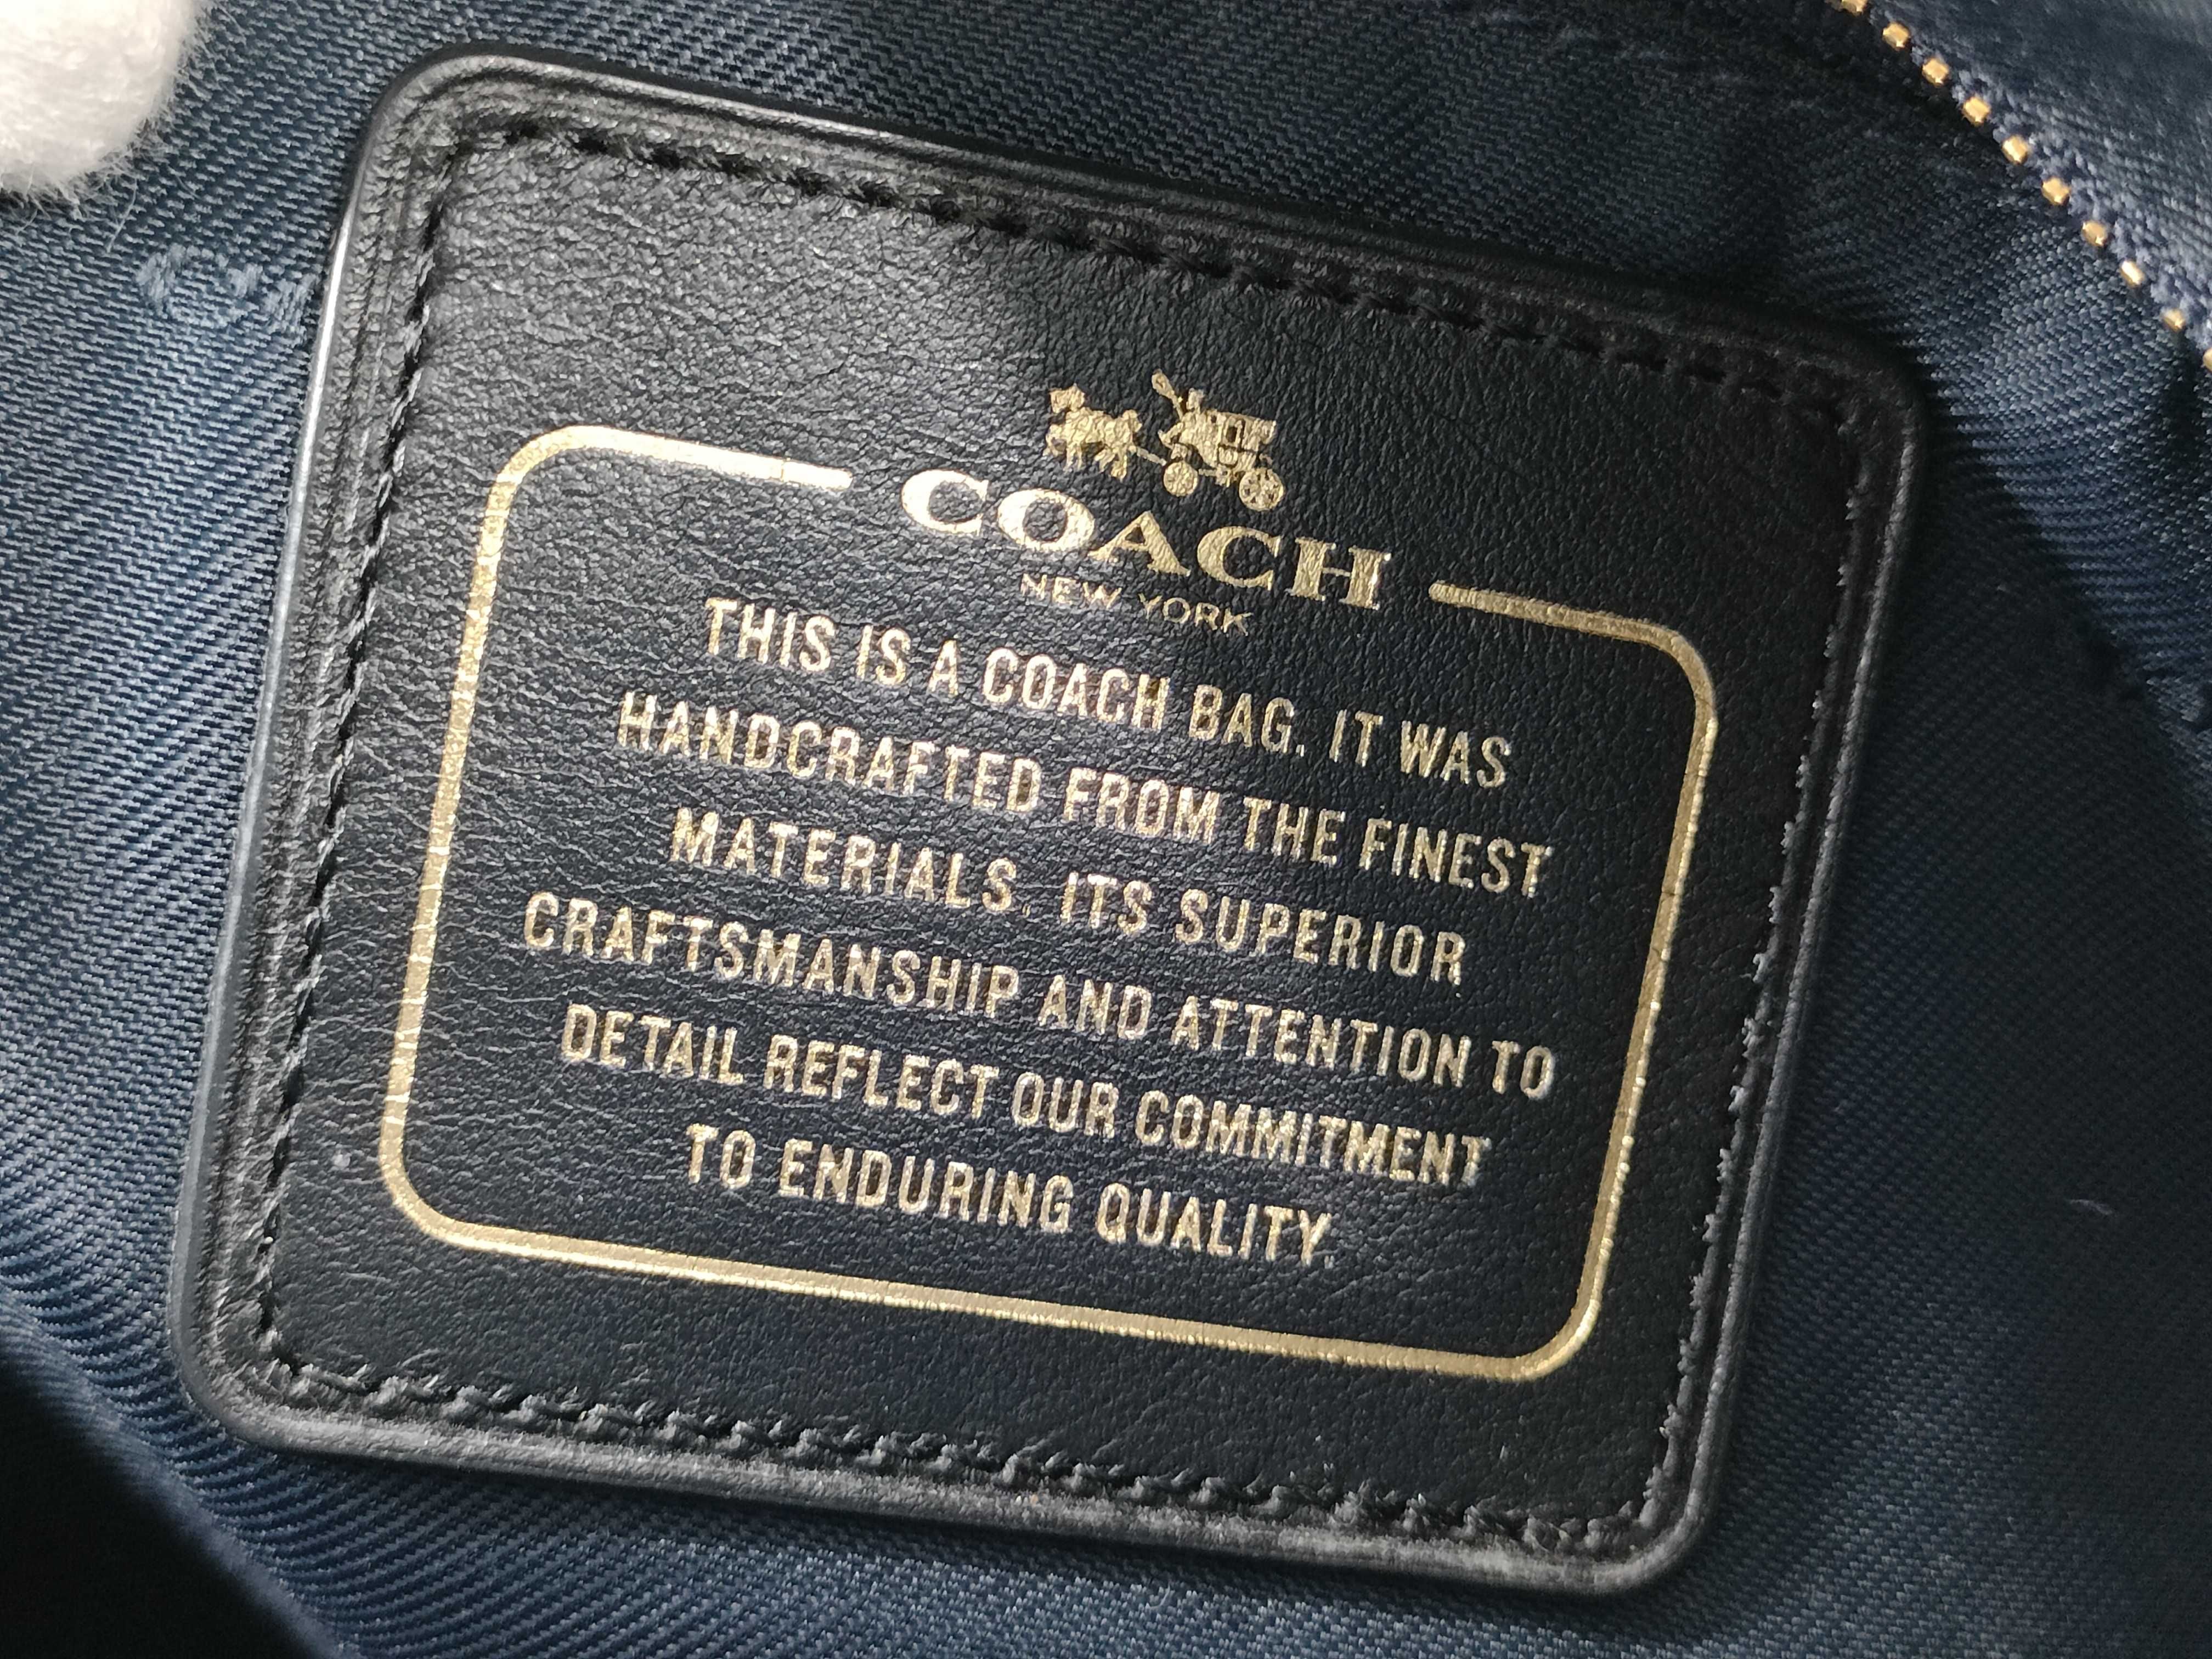 COACH
NEW YORK
THIS IS A COACH BAG. IT WAS
HANDCRAFTED FROM THE FINEST
MATERIALS. ITS SUPERIOR
CRAFTSMANSHIP AND ATTENTION TO
DETAIL REFLECT OUR COMMITMENT
TO ENDURING QUALITY.